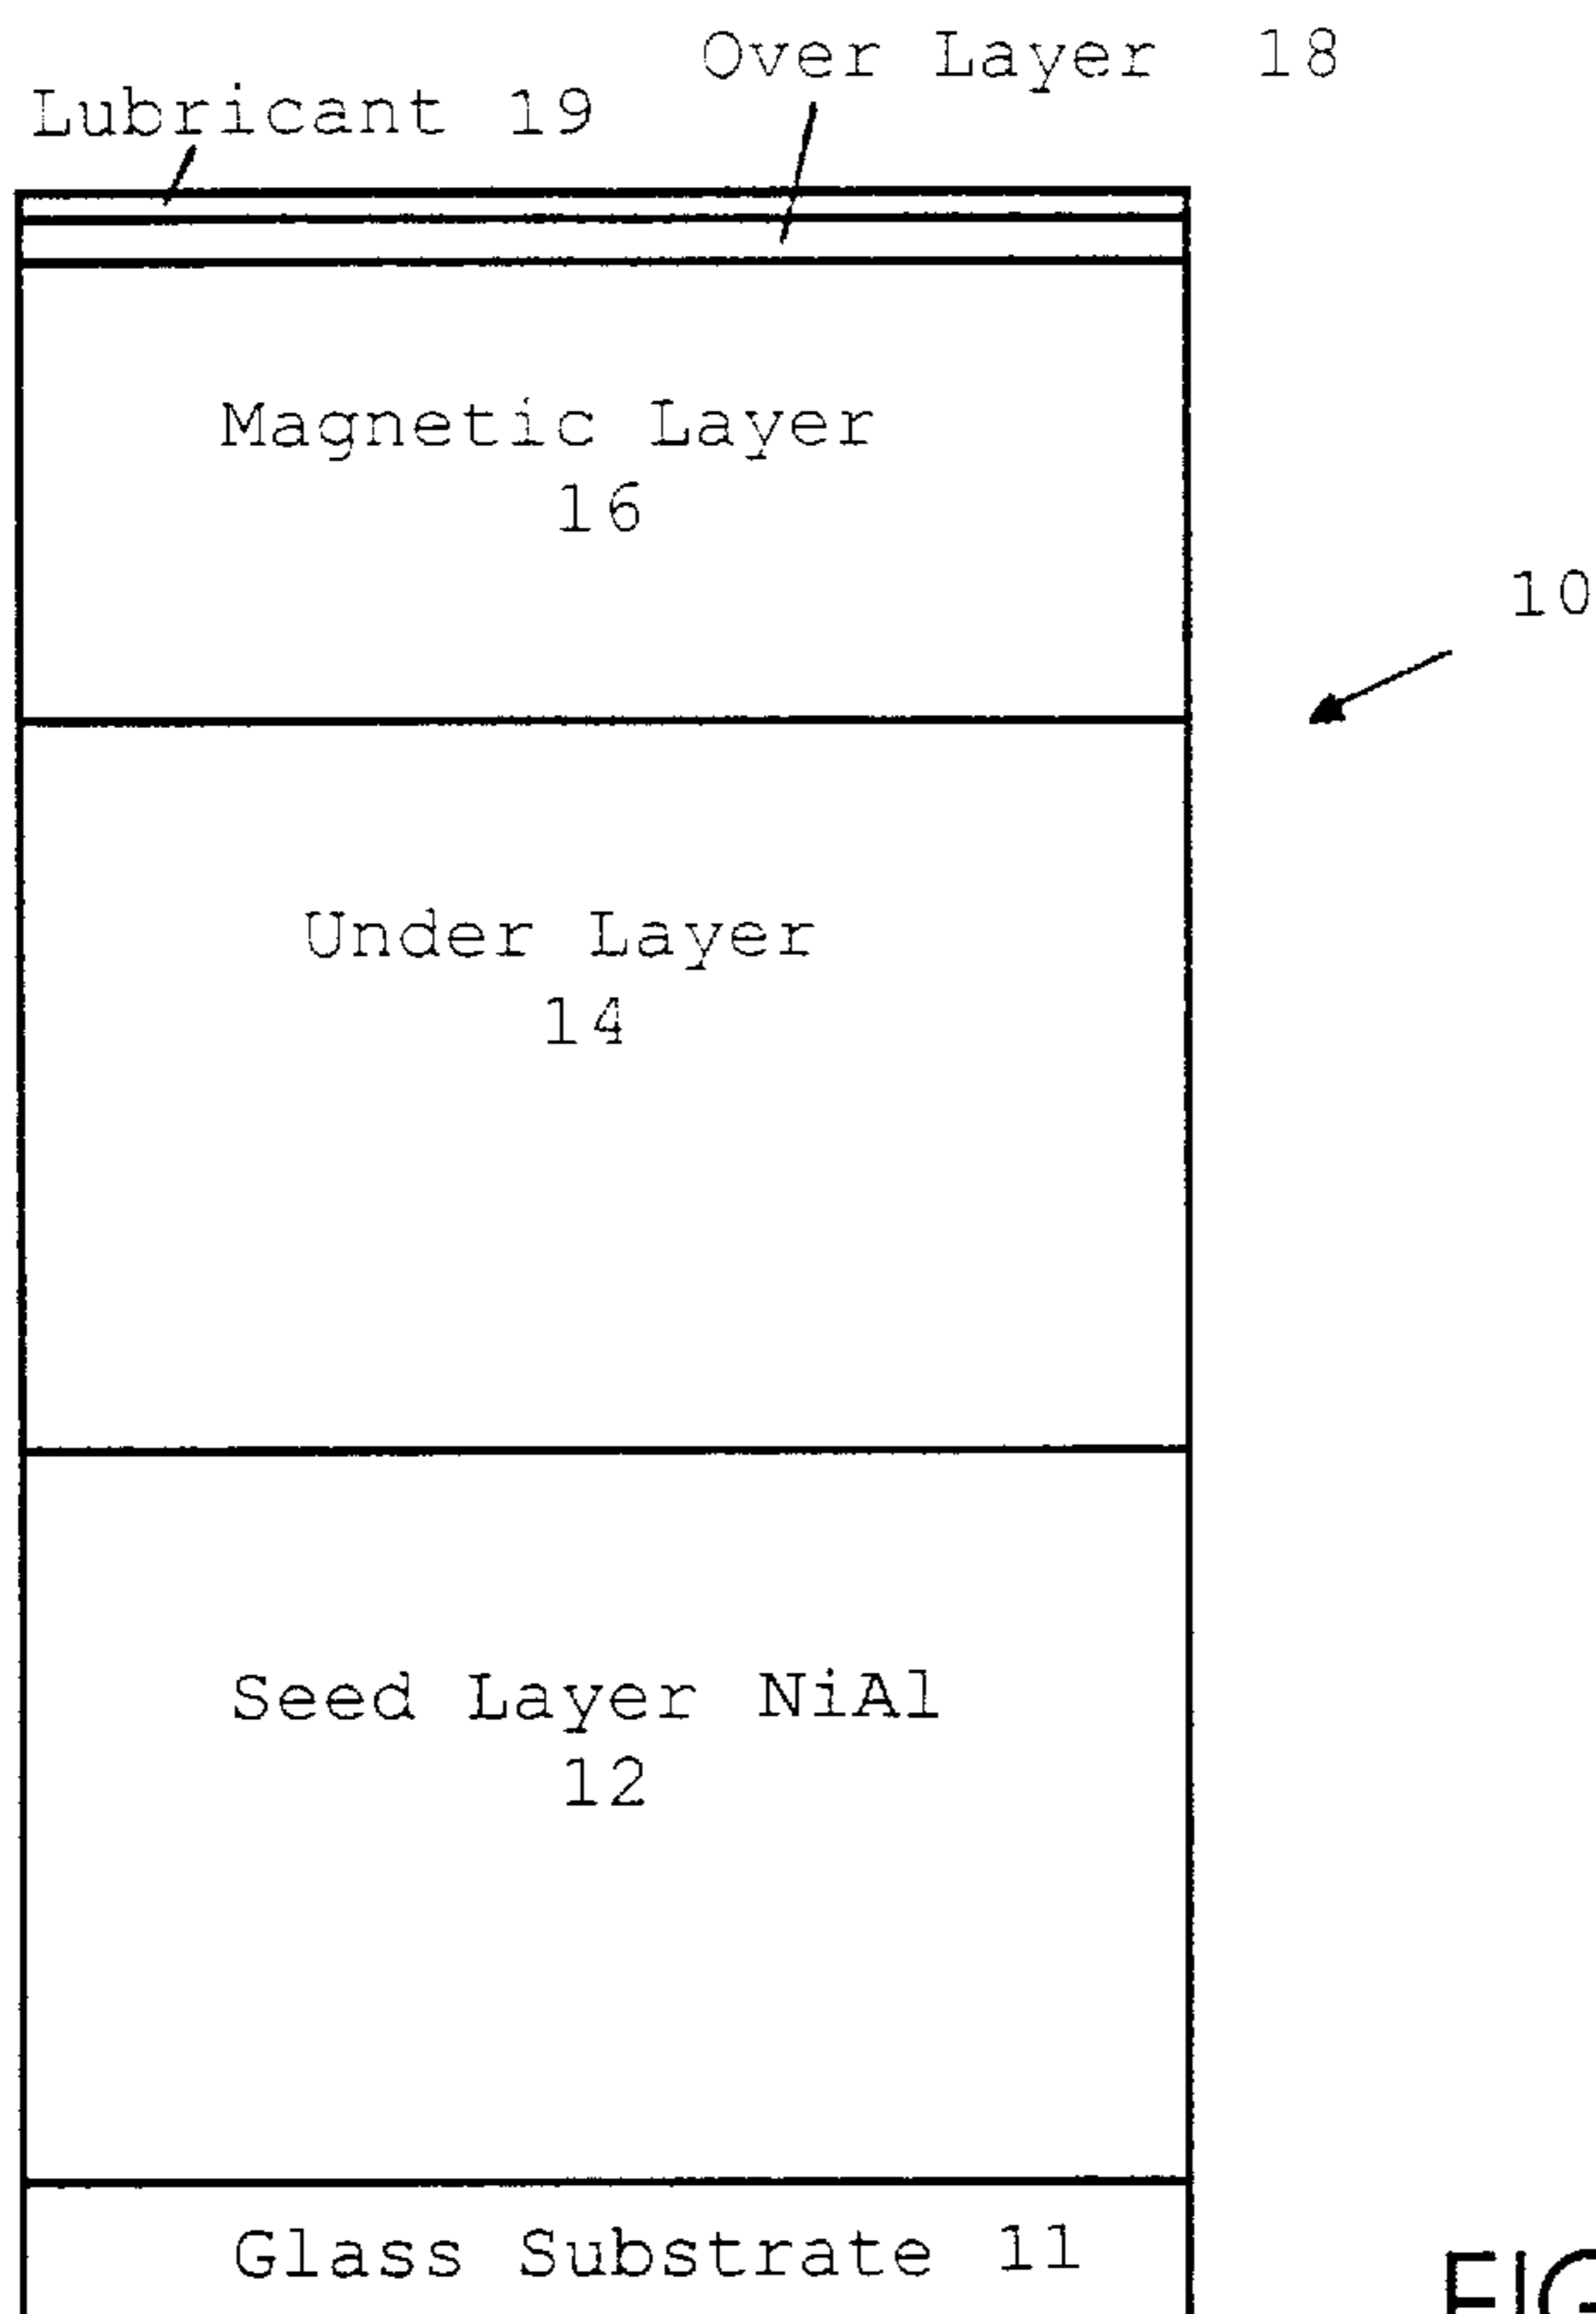 Over Layer 18
Lubricant 19
Magnetic Layer
16
10
Under Layer
14
Seed Layer NiAl
12
Glass Substrate 11
FIG